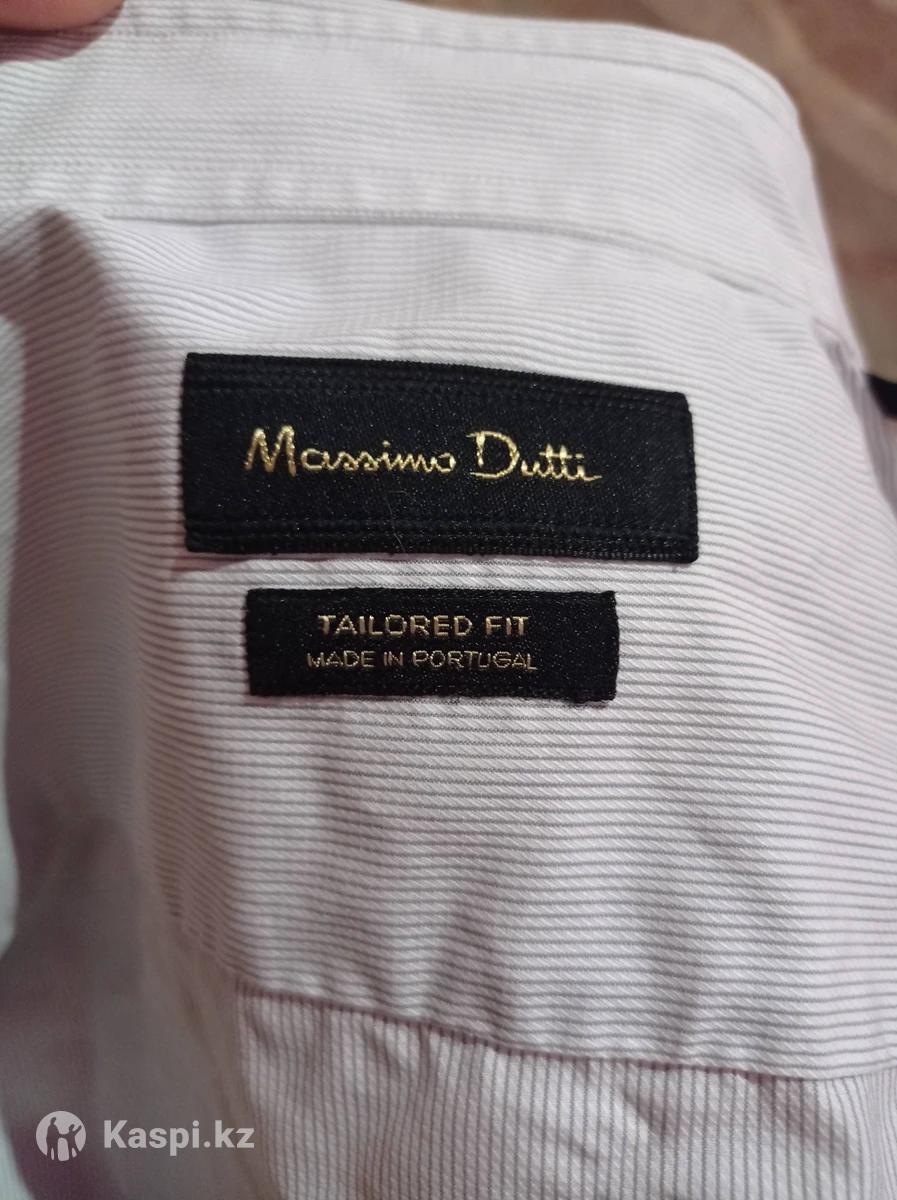 Massimo Dutti
TAILORED FIT
MADE IN PORTUGAL
Kaspi.kz